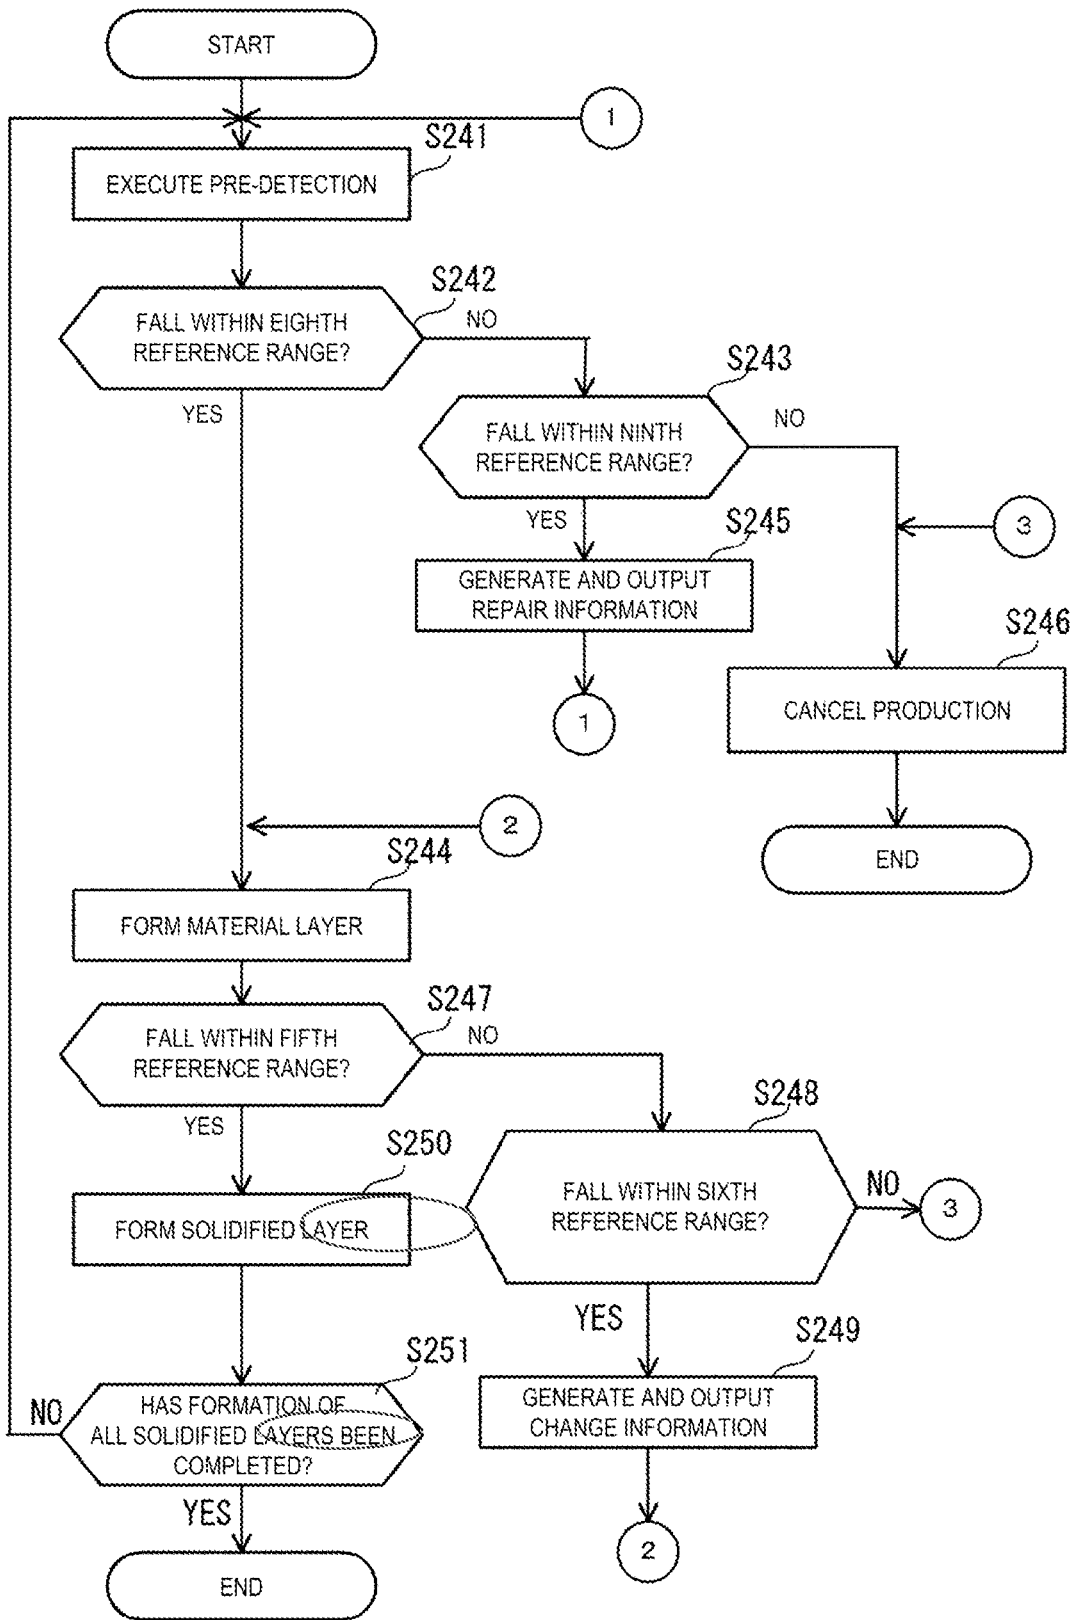 START
1
S241
EXECUTE PRE-DETECTION
S242
FALL WITHIN EIGHTH
REFERENCE RANGE?
NO
YES
S243
FALL WITHIN NINTH
REFERENCE RANGE?
NO
YES
S245
3
GENERATE AND OUTPUT
REPAIR INFORMATION
S246
1
CANCEL PRODUCTION
2
END
S244
FORM MATERIAL LAYER
S247
FALL WITHIN FIFTH
REFERENCE RANGE?
NO
YES
S248
S250
FALL WITHIN SIXTH
REFERENCE RANGE?
NO
3
FORM SOLIDIFIED LAYER
YES
S249
S251
GENERATE AND OUTPUT
CHANGE INFORMATION
NO
HAS FORMATION OF
ALL SOLIDIFIED LAYERS BEEN
COMPLETED?
YES
2
END